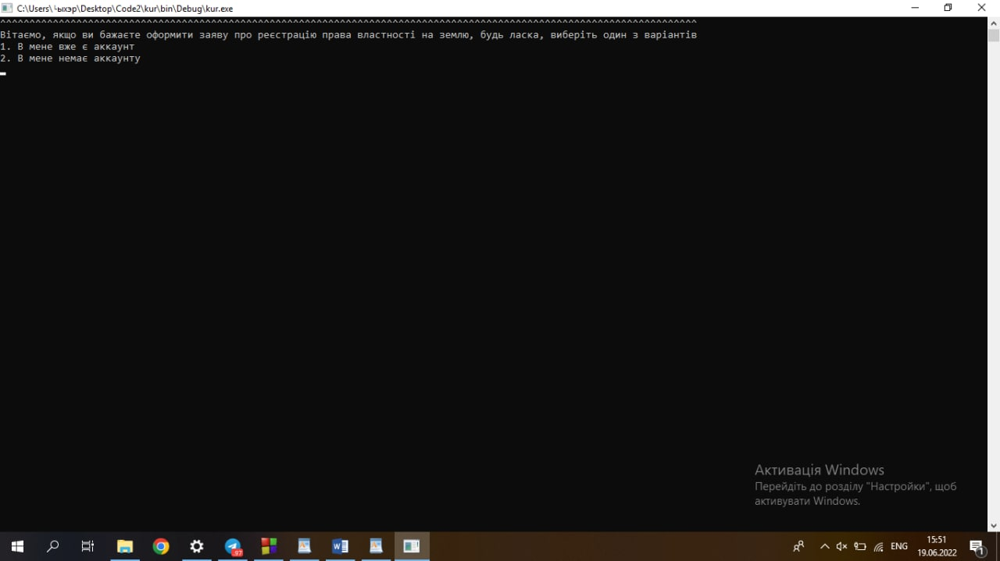 C:\Users\└ыхэр\Desktop\Code2\kur\bin\Debug\kur.exe
^^^^^^^^^^^^^^^^^^^^^^^^^^^^^^^^^^^^^^^^^^^^^^^^^^^^^^^^^^^^^^^^^^^^^^^^^^^^^^^^^^^^^^^^^^^^^^^^^^^^^^^^^^^^^^^^^^^^^^^
Вітаємо, якщо ви бажаєте оформити заяву про реєстрацію права властності на землю, будь ласка, виберіть один з варіантів
1. В мене вже є аккаунт
2. В мене немає аккаунту
Активація Windows
Перейдіть до розділу "Настройки", щоб
активувати Windows.
97
ENG
15:51
19.06.2022
1